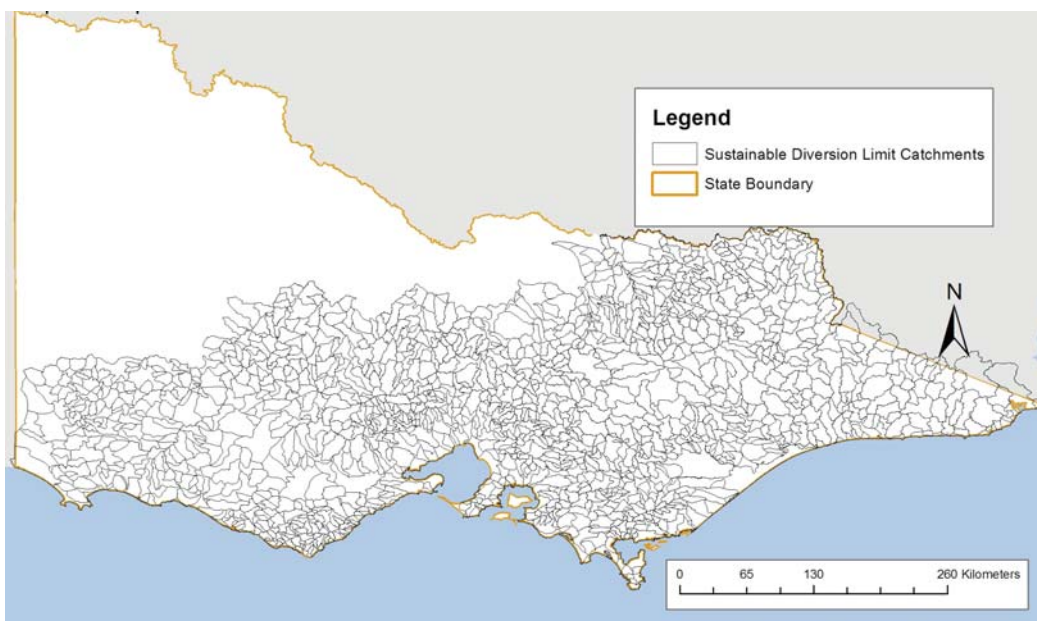 Legend
Sustainable Diversion Limit Catchments
State Boundary
N
0 65 130 260 Kilometers